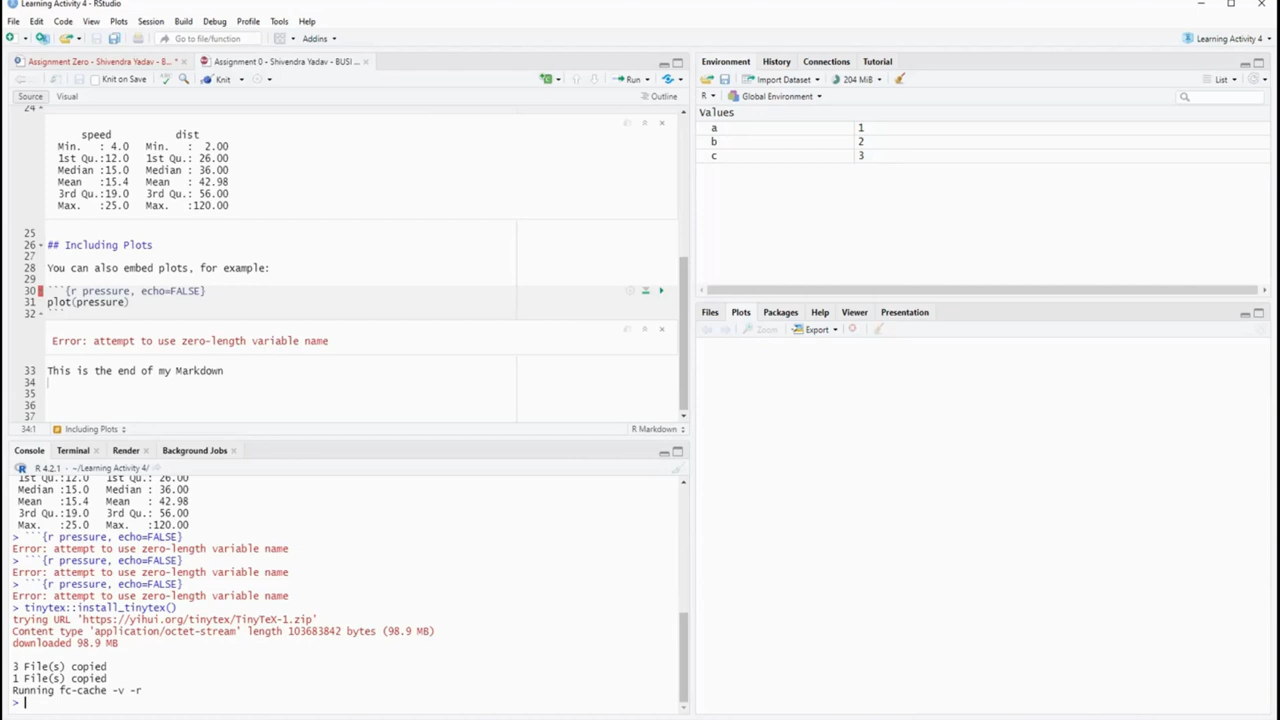 Learning Activity 4 - RStudio
File Edit Code View Plots Session Build Debug Profile Tools Help
Go to file/function Addins Learning Activity 4
Assignment Zero - Shivendra Yadav - B... * Assignment 0 - Shivendra Yadav - BUSI ...
Knit on Save Knit Run
Source Visual Outline
24
speed dist
Min. : 4.0 Min. : 2.00
1st Qu.:12.0 1st Qu.: 26.00
Median :15.0 Median : 36.00
Mean :15.4 Mean : 42.98
3rd Qu.:19.0 3rd Qu.: 56.00
Max. :25.0 Max. :120.00
25
26 ## Including Plots
27
28 You can also embed plots, for example:
29
30 ```{r pressure, echo=FALSE}
31 plot(pressure)
32 ```
Error: attempt to use zero-length variable name
33 This is the end of my Markdown
34
35
36
37
34:1 Including Plots R Markdown
Console Terminal Render Background Jobs
R 4.2.1 · ~/Learning Activity 4/
1st Qu.:12.0 1st Qu.: 26.00
Median :15.0 Median : 36.00
Mean :15.4 Mean : 42.98
3rd Qu.:19.0 3rd Qu.: 56.00
Max. :25.0 Max. :120.00
> ```{r pressure, echo=FALSE}
Error: attempt to use zero-length variable name
> ```{r pressure, echo=FALSE}
Error: attempt to use zero-length variable name
> ```{r pressure, echo=FALSE}
Error: attempt to use zero-length variable name
> tinytex::install_tinytex()
trying URL 'https://yihui.org/tinytex/TinyTeX-1.zip'
Content type 'application/octet-stream' length 103683842 bytes (98.9 MB)
downloaded 98.9 MB
3 File(s) copied
1 File(s) copied
Running fc-cache -v -r
>
Environment History Connections Tutorial
Import Dataset 204 MiB List
R Global Environment
Values
a 1
b 2
c 3
Files Plots Packages Help Viewer Presentation
Zoom Export